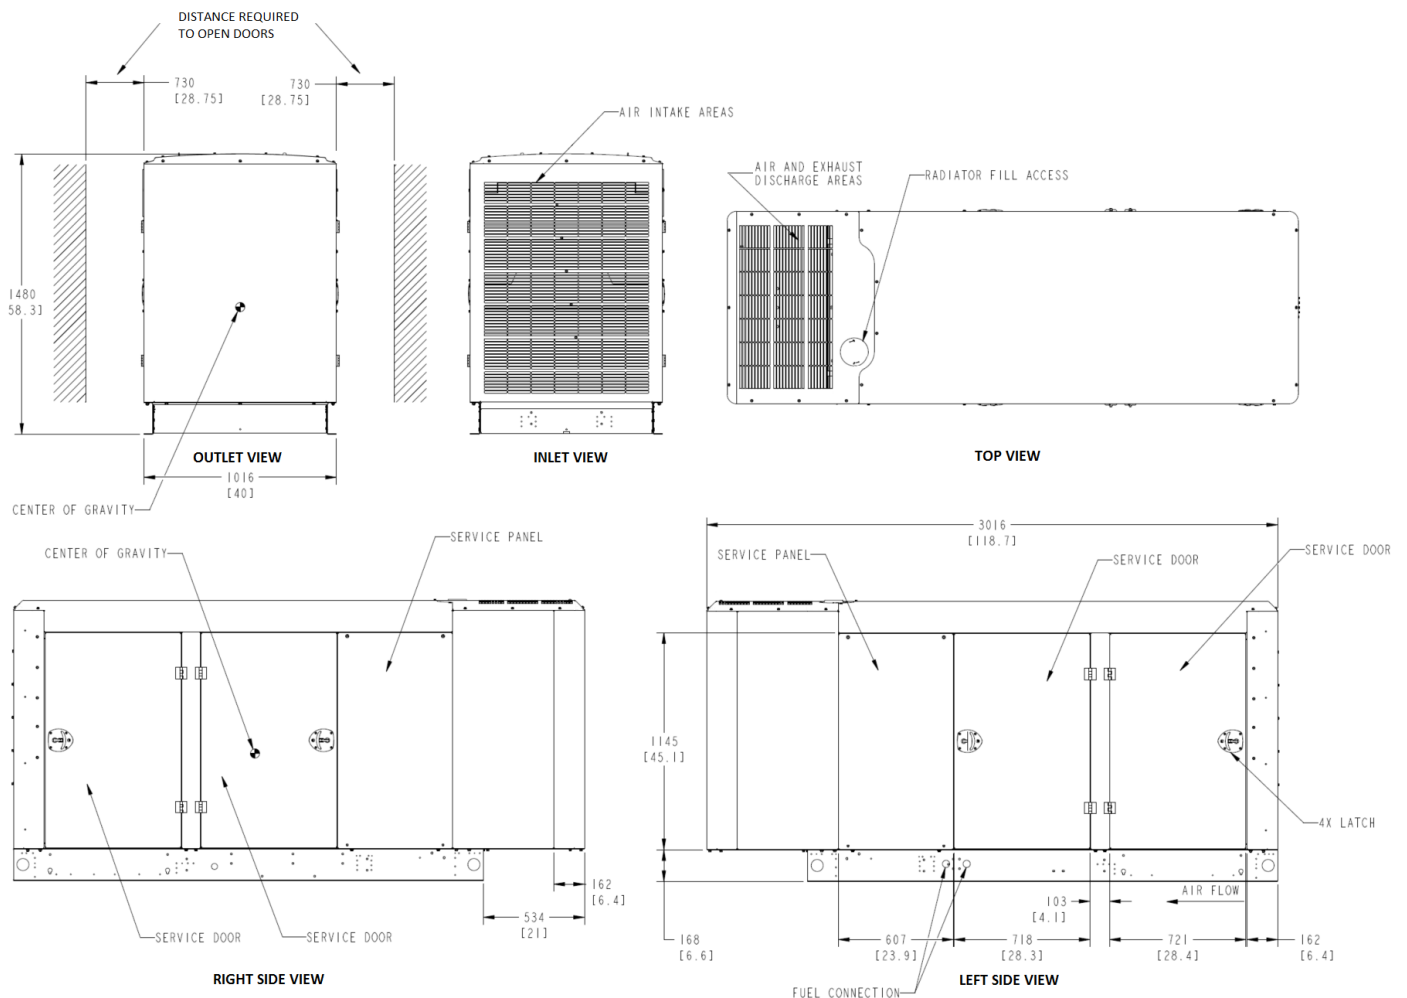 DISTANCE REQUIRED
TO OPEN DOORS
730
[28.75]
730
[28.75]
AIR INTAKE AREAS
AIR AND EXHAUST
DISCHARGE AREAS
RADIATOR FILL ACCESS
1480
58.3]
OUTLET VIEW
INLET VIEW
TOP VIEW
1016
[40]
CENTER OF GRAVITY
CENTER OF GRAVITY
SERVICE PANEL
3016
[118.7]
SERVICE PANEL
SERVICE DOOR
SERVICE DOOR
1145
[45.1]
4X LATCH
162
[6.4]
534
[21]
SERVICE DOOR
SERVICE DOOR
AIR FLOW
103
[4.1]
168
[6.6]
607
[23.9]
718
[28.3]
721
[28.4]
162
[6.4]
FUEL CONNECTION
RIGHT SIDE VIEW
LEFT SIDE VIEW